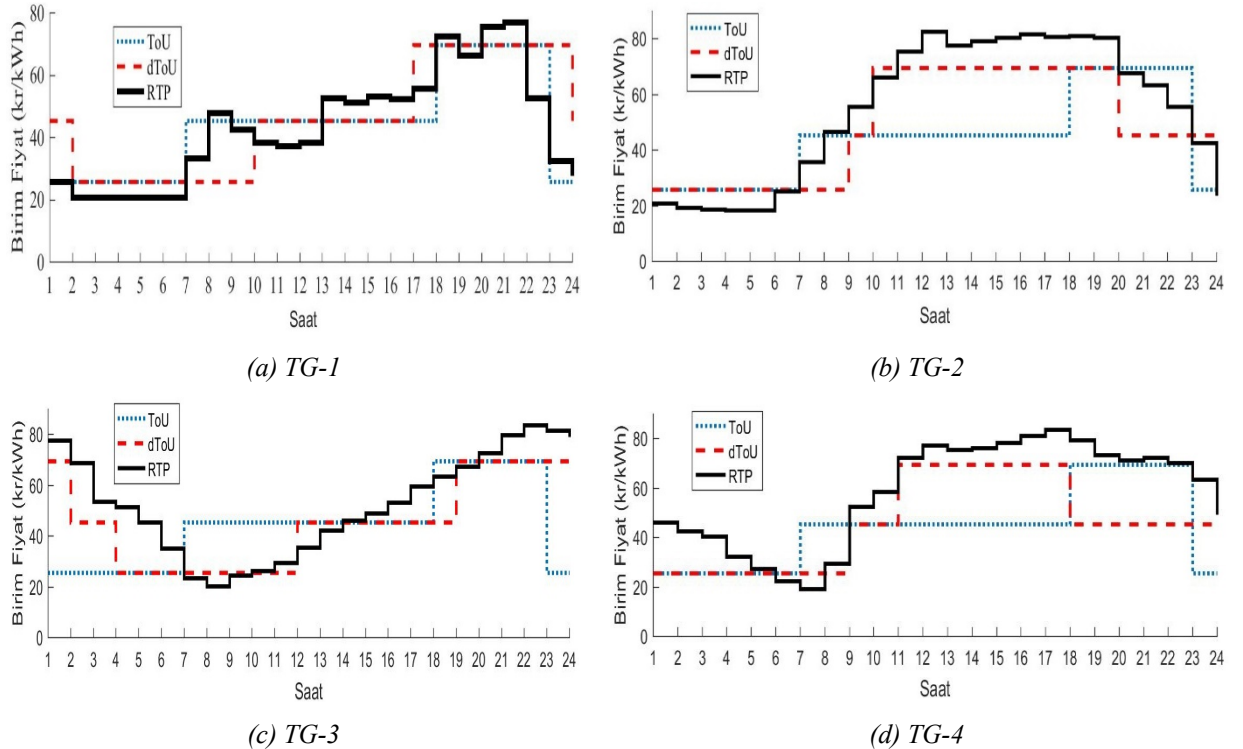 80
60
40
20
0
Birim Fiyat (kr/kWh)
ToU
dToU
RTP
1 2 3 4 5 6 7 8 9 10 11 12 13 14 15 16 17 18 19 20 21 22 23 24
Saat
(a) TG-1
80
60
40
20
0
Birim Fiyat (kr/kWh)
ToU
dToU
RTP
1 2 3 4 5 6 7 8 9 10 11 12 13 14 15 16 17 18 19 20 21 22 23 24
Saat
(b) TG-2
80
60
40
20
0
Birim Fiyat (kr/kWh)
ToU
dToU
RTP
1 2 3 4 5 6 7 8 9 10 11 12 13 14 15 16 17 18 19 20 21 22 23 24
Saat
(c) TG-3
80
60
40
20
0
Birim Fiyat (kr/kWh)
ToU
dToU
RTP
1 2 3 4 5 6 7 8 9 10 11 12 13 14 15 16 17 18 19 20 21 22 23 24
Saat
(d) TG-4